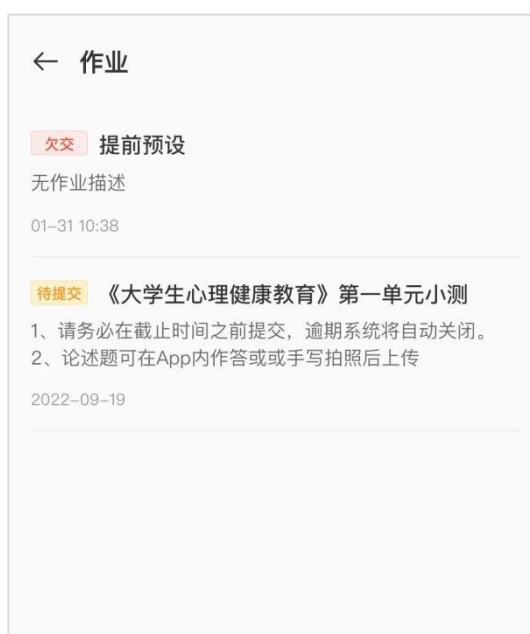 ← 作业
欠交 提前预设
无作业描述
01-31 10:38
待提交 《大学生心理健康教育》第一单元小测
1、请务必在截止时间之前提交，逾期系统将自动关闭。
2、论述题可在App内作答或或手写拍照后上传
2022-09-19